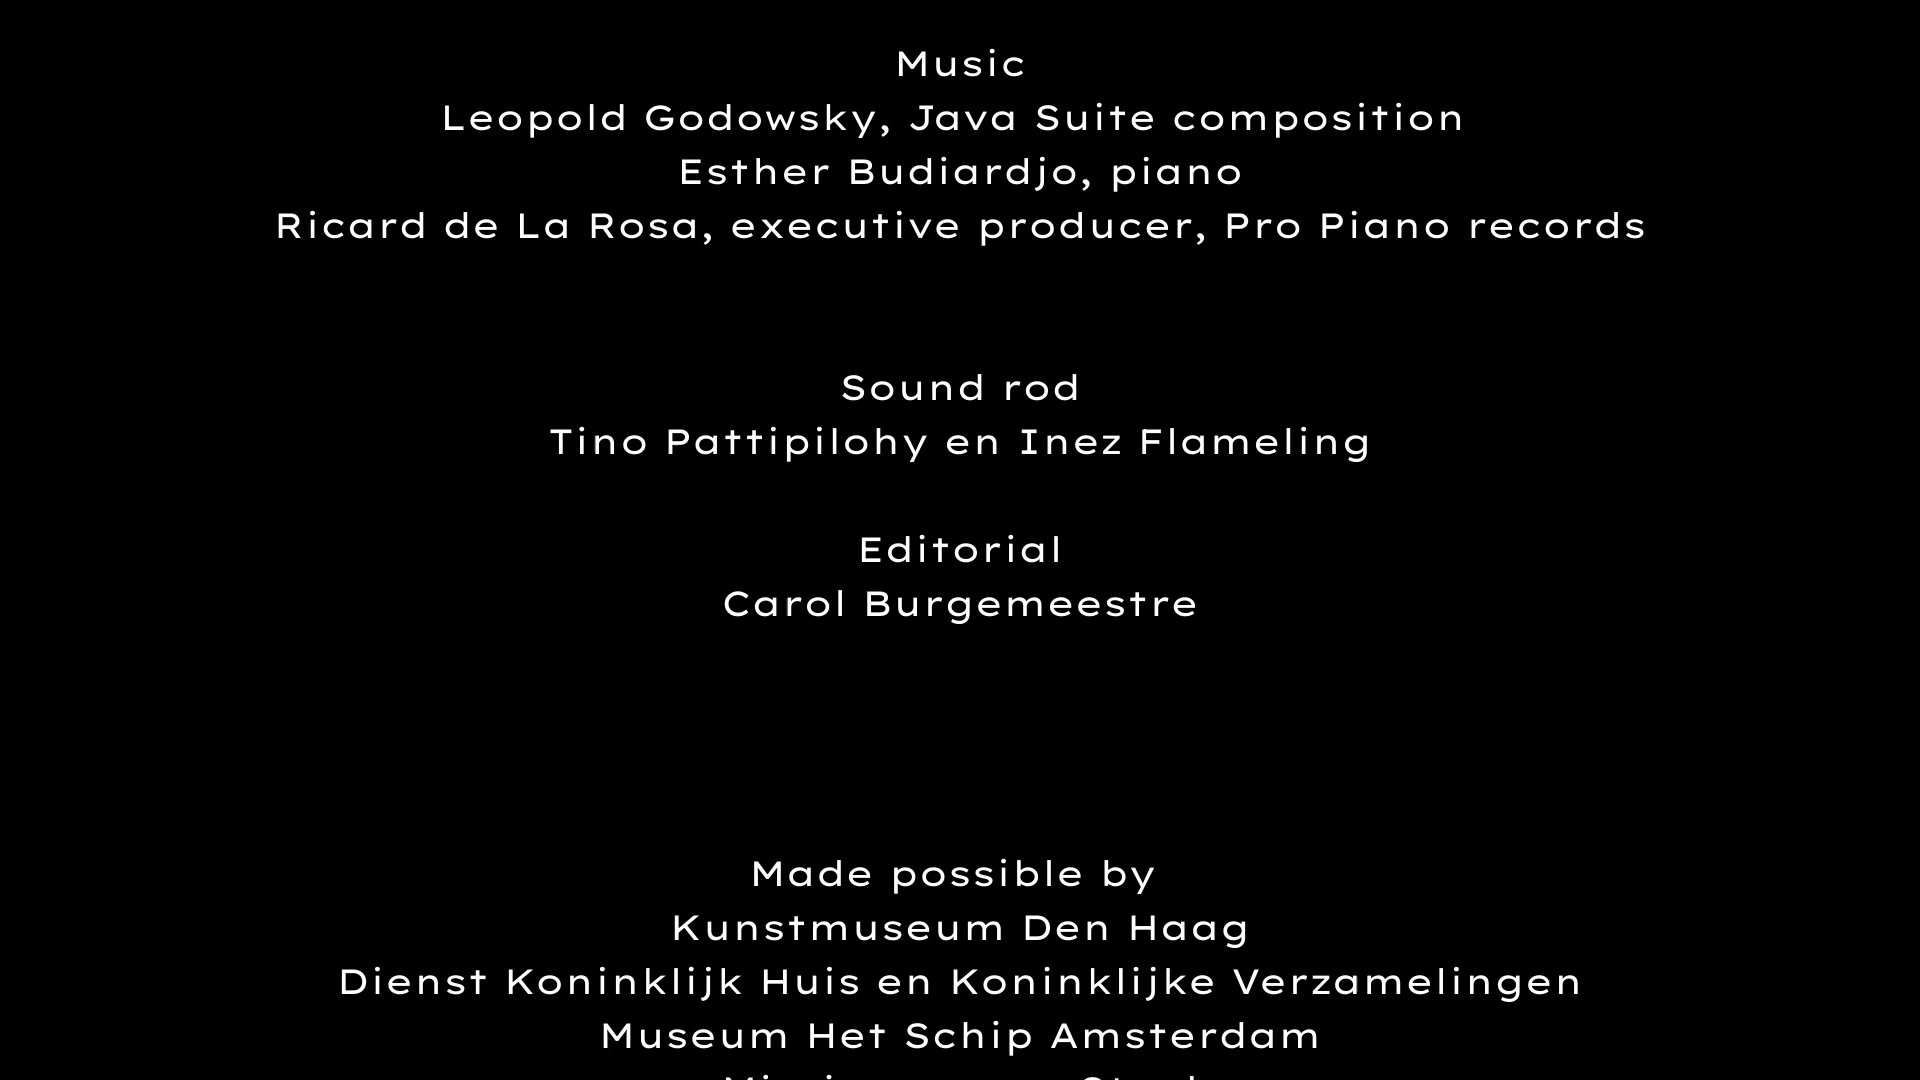 Music
Leopold Godowsky, Java Suite composition
Esther Budiardjo, piano
Ricard de La Rosa, executive producer, Pro Piano records
Sound rod
Tino Pattipilohy en Inez Flameling
Editorial
Carol Burgemeestre
Made possible by
Kunstmuseum Den Haag
Dienst Koninklijk Huis en Koninklijke Verzamelingen
Museum Het Schip Amsterdam